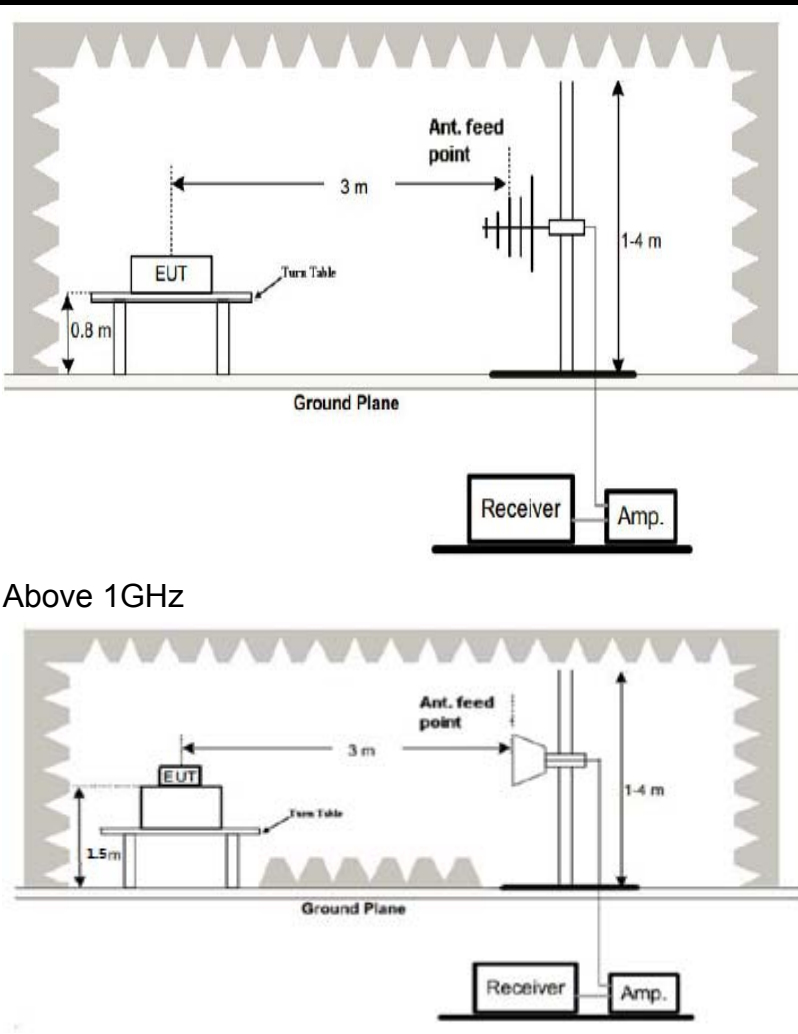 Ant. feed
point
3 m
1-4 m
EUT
Turn Table
0.8 m
Ground Plane
Receiver
Amp.
Above 1GHz
Ant. feed
point
3 m
EUT
1-4 m
Turn Table
1.5m
Ground Plane
Receiver
Amp.